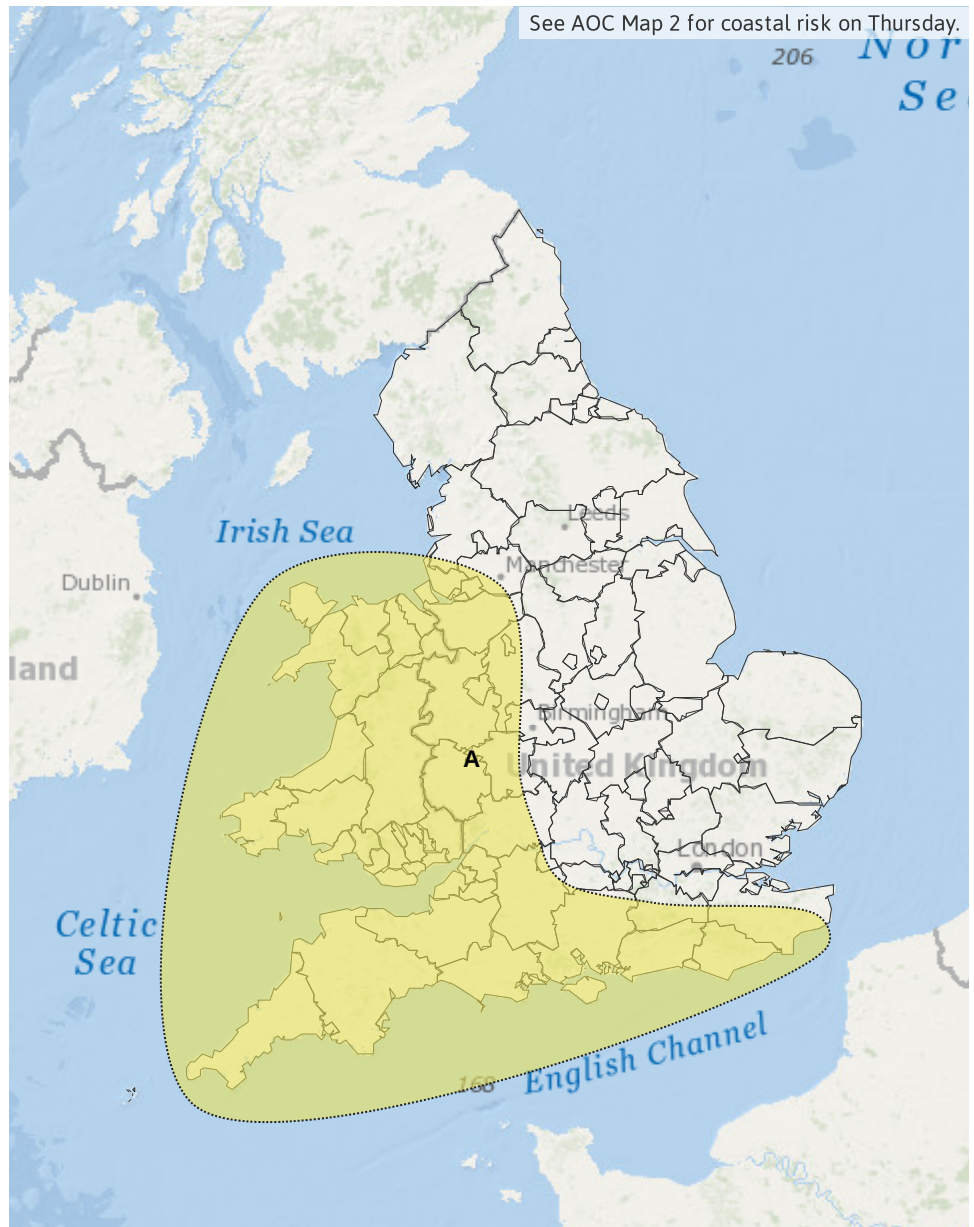 See AOC Map 2 for coastal risk on Thursday.
206
Nor
Se
Leeds
Irish Sea
Manchester
Dublin
land
Birmingham
A
United Kingdom
London
Celtic
Sea
English Channel
168